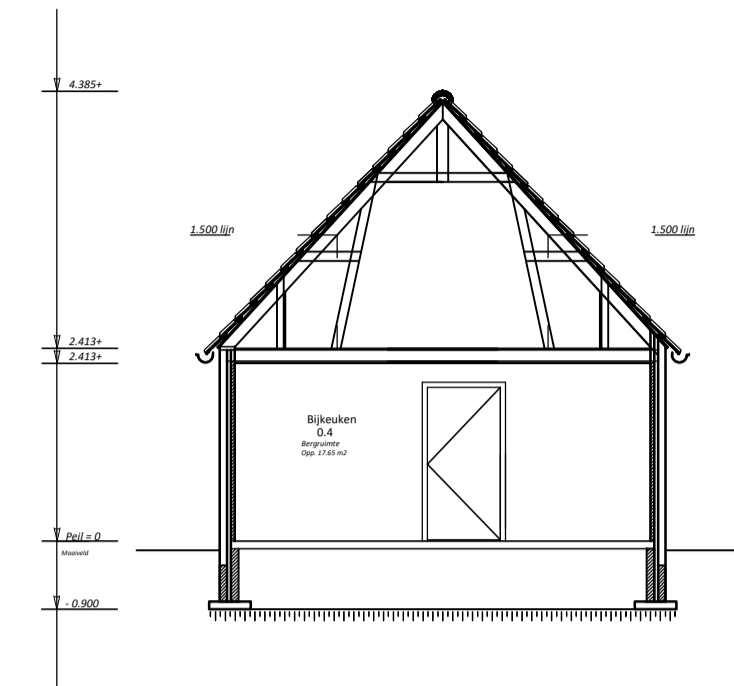 4.385+
1.500 lijn
1.500 lijn
2.413+
2.413+
Bijkeuken
0.4
Bergruimte
Opp. 17.65 m2
Peil = 0
Maaiveld
- 0.900